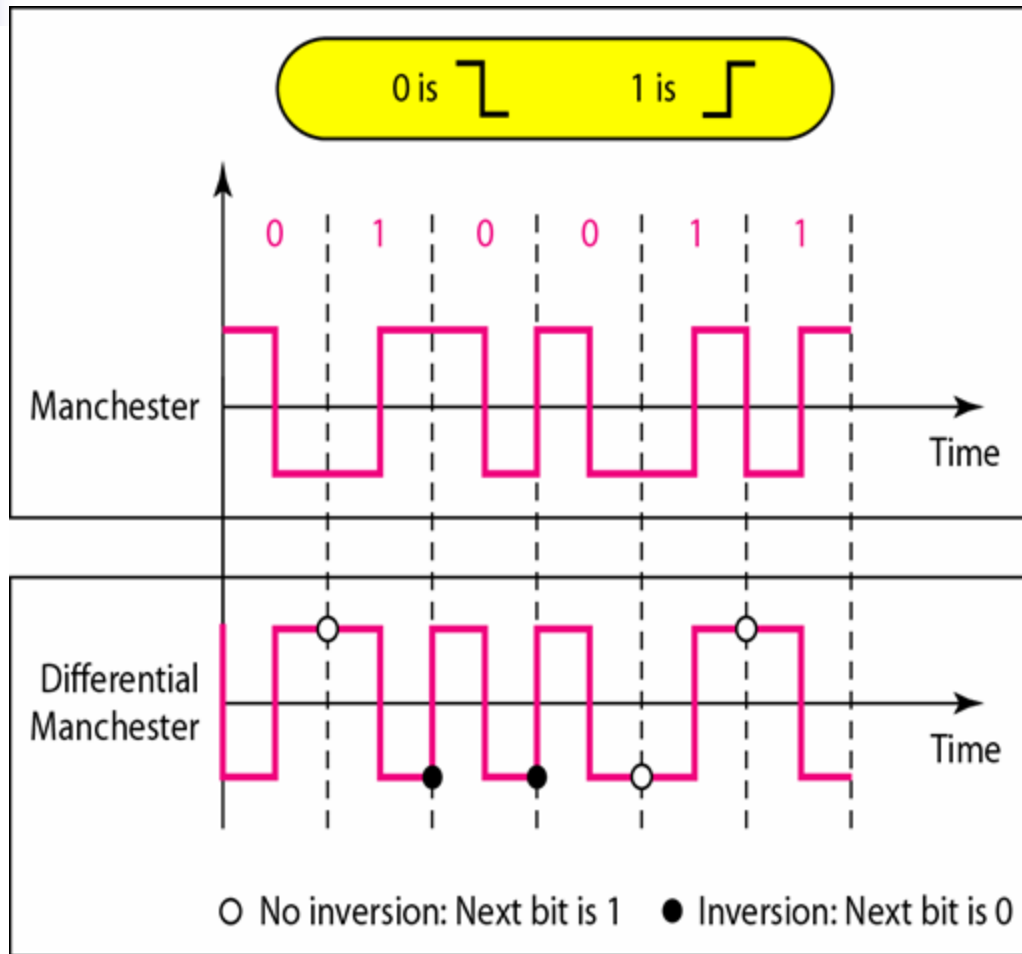 0 is 1 is
0 1 0 0 1 1
Manchester
Time
Differential
Manchester
Time
No inversion: Next bit is 1 Inversion: Next bit is 0